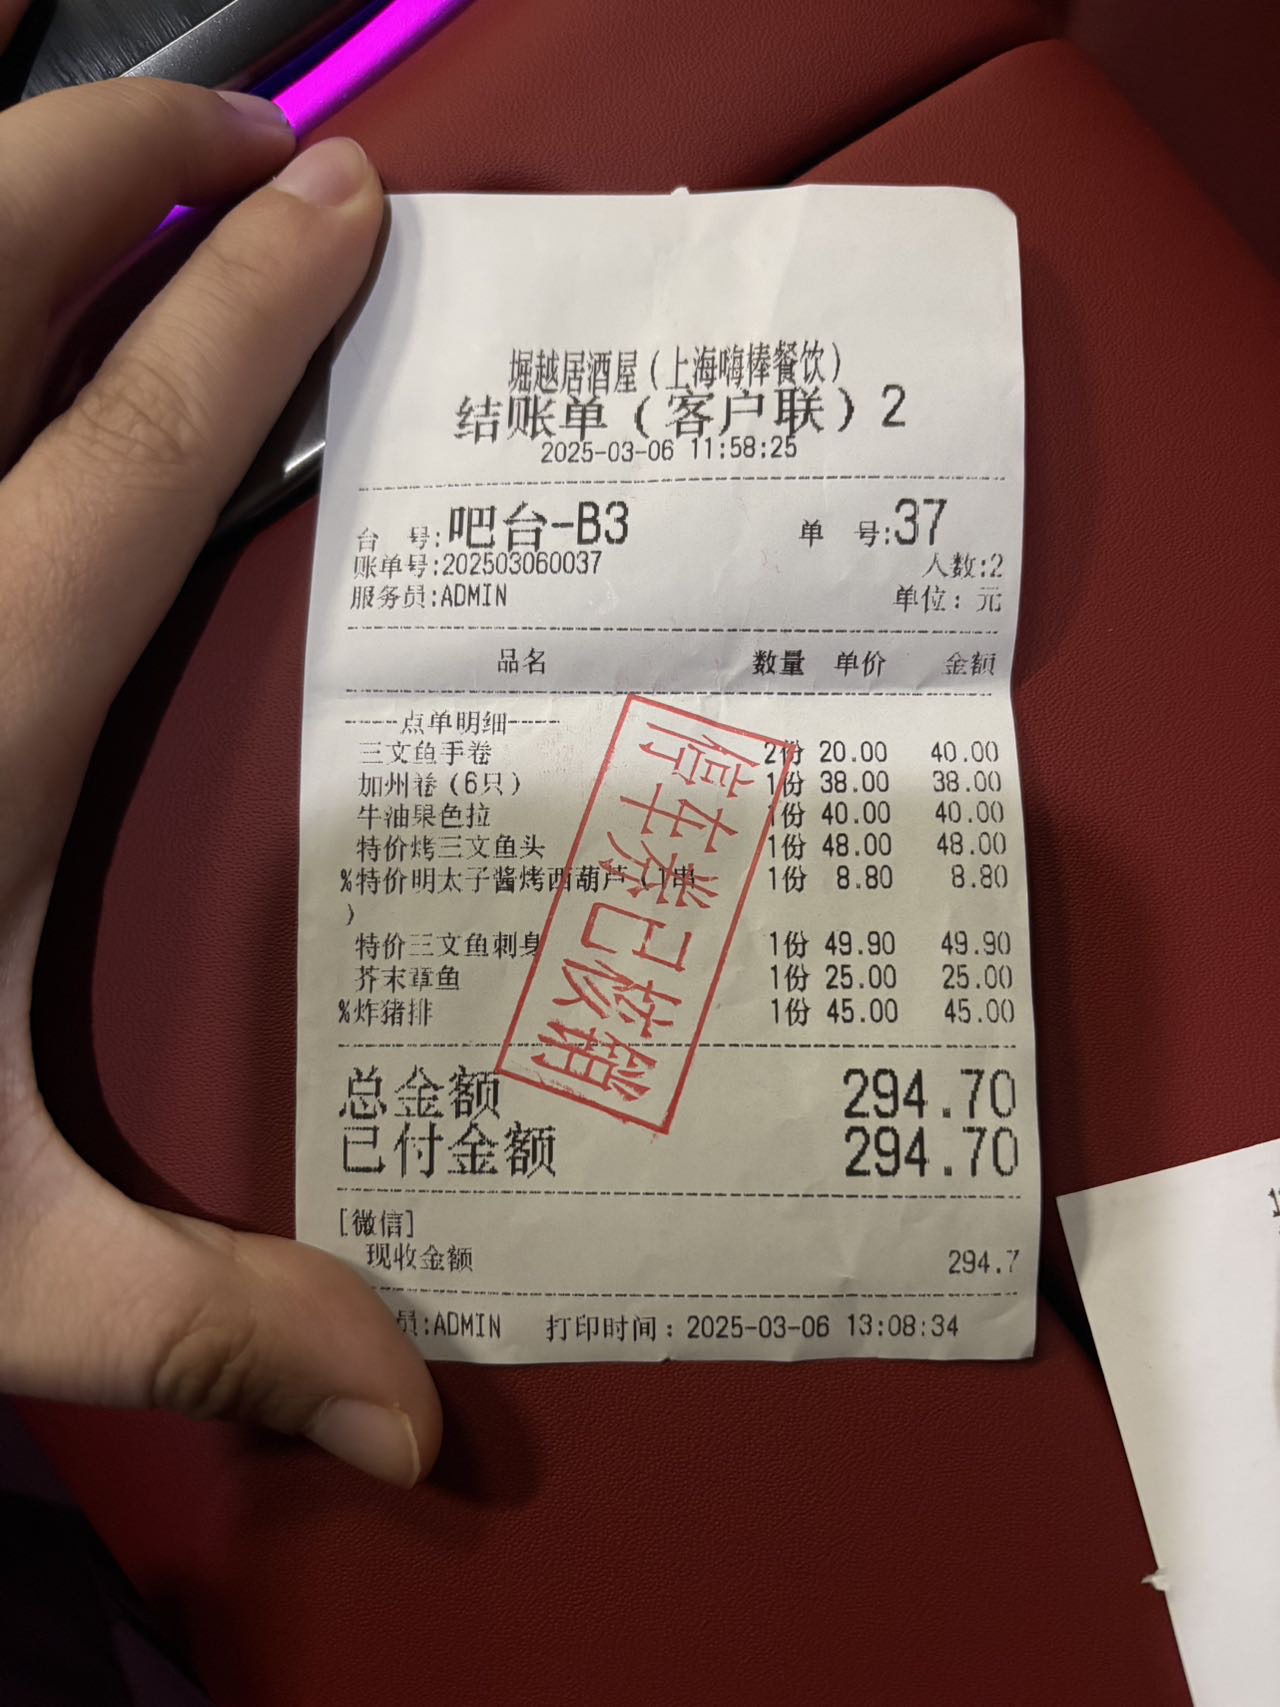 堀越居酒屋（上海嗨棒餐饮）
结账单（客户联）2
2025-03-06 11:58:25
台 号:吧台-B3 单 号:37
账单号:202503060037 人数:2
服务员:ADMIN 单位：元
品名 数量 单价 金额
-----点单明细-----
三文鱼手卷 2份 20.00 40.00
加州卷（6只） 1份 38.00 38.00
牛油果色拉 1份 40.00 40.00
特价烤三文鱼头 1份 48.00 48.00
%特价明太子酱烤西葫芦（1串 1份 8.80 8.80
）
特价三文鱼刺身 1份 49.90 49.90
芥末章鱼 1份 25.00 25.00
%炸猪排 1份 45.00 45.00
停车券已核销
总金额 294.70
已付金额 294.70
[微信]
现收金额 294.7
员:ADMIN 打印时间：2025-03-06 13:08:34